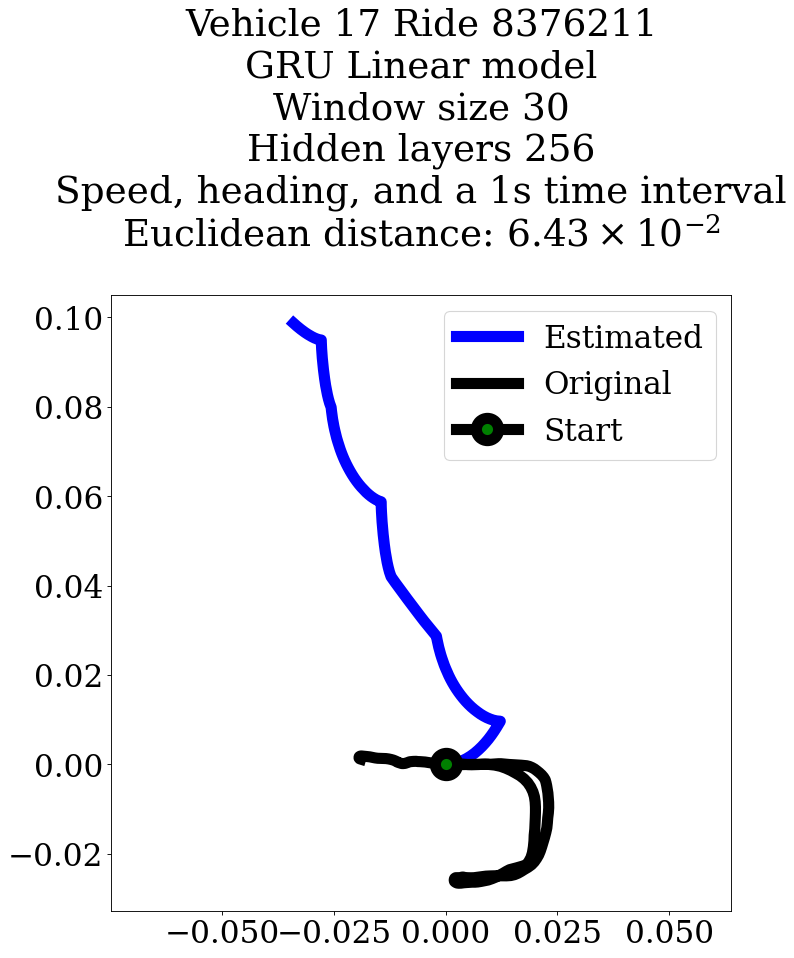 Vehicle 17 Ride 8376211
GRU Linear model
Window size 30
Hidden layers 256
Speed, heading, and a 1s time interval
Euclidean distance: 6.43 × 10⁻²
Estimated
Original
Start
0.10
0.08
0.06
0.04
0.02
0.00
−0.02
−0.050 −0.025 0.000 0.025 0.050